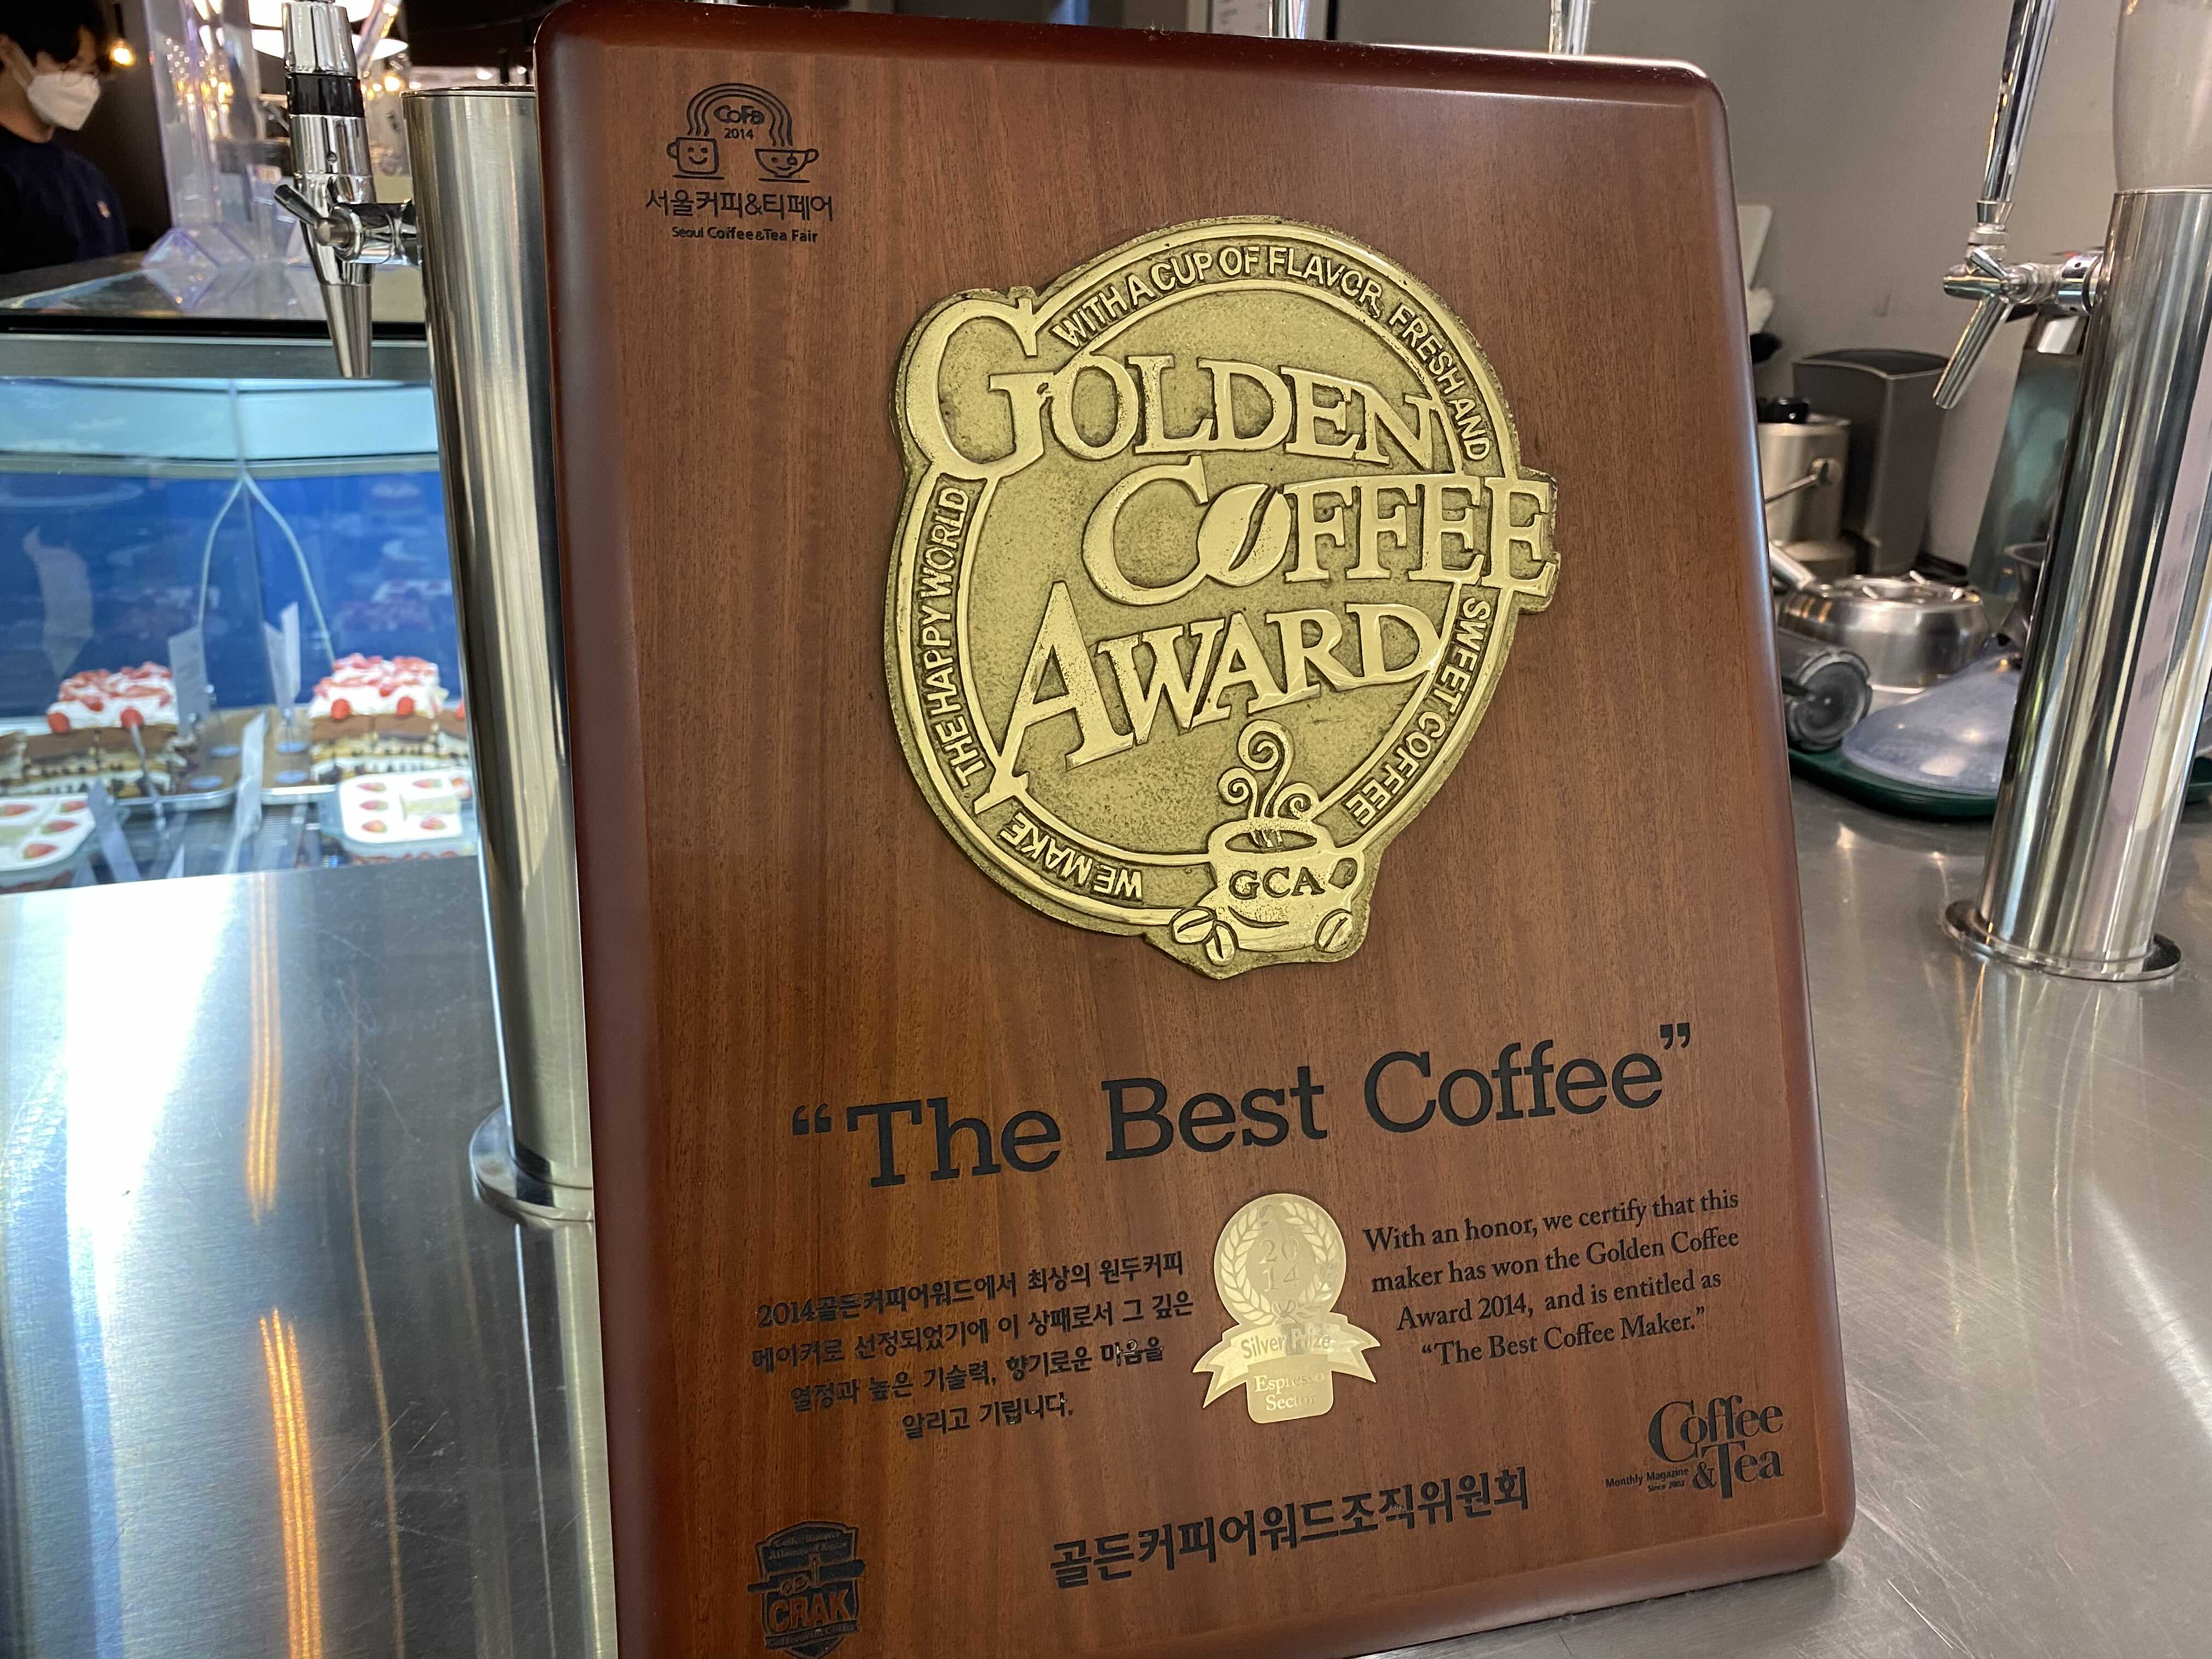 CoFa
2014
서울커피&티페어
Seoul Coffee&Tea Fair
WITH A CUP OF FLAVOR, FRESH AND SWEET COFFEE
WE MAKE THE HAPPY WORLD
GOLDEN
COFFEE
AWARD
GCA
“The Best Coffee”
2014골든커피어워드에서 최상의 원두커피
메이커로 선정되었기에 이 상패로서 그 깊은
열정과 높은 기술력, 향기로운 마음을
알리고 기립니다.
20
14
Silver Prize
Espresso
Sector
With an honor, we certify that this
maker has won the Golden Coffee
Award 2014, and is entitled as
“The Best Coffee Maker.”
Coffee
&Tea
Monthly Magazine
Since 2002
골든커피어워드조직위원회
CRAK